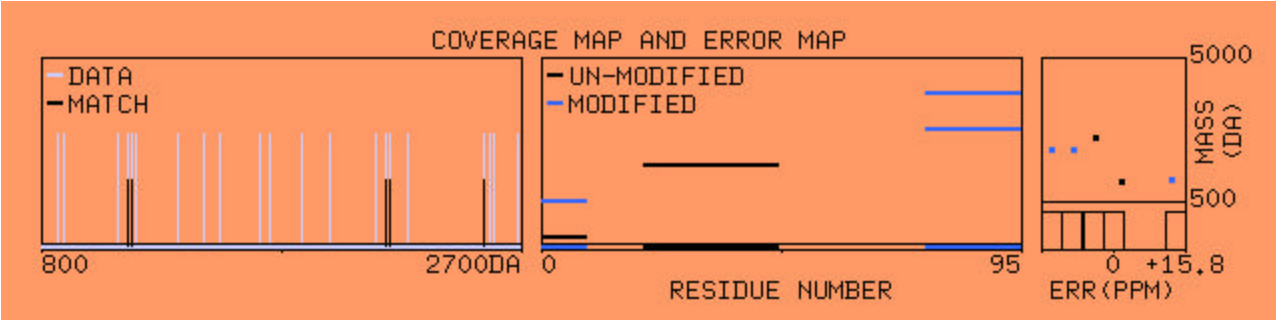 COVERAGE MAP AND ERROR MAP
DATA
MATCH
UN-MODIFIED
MODIFIED
5000
MASS
(DA)
500
800
2700DA
0
95
0
+15.8
RESIDUE NUMBER
ERR(PPM)